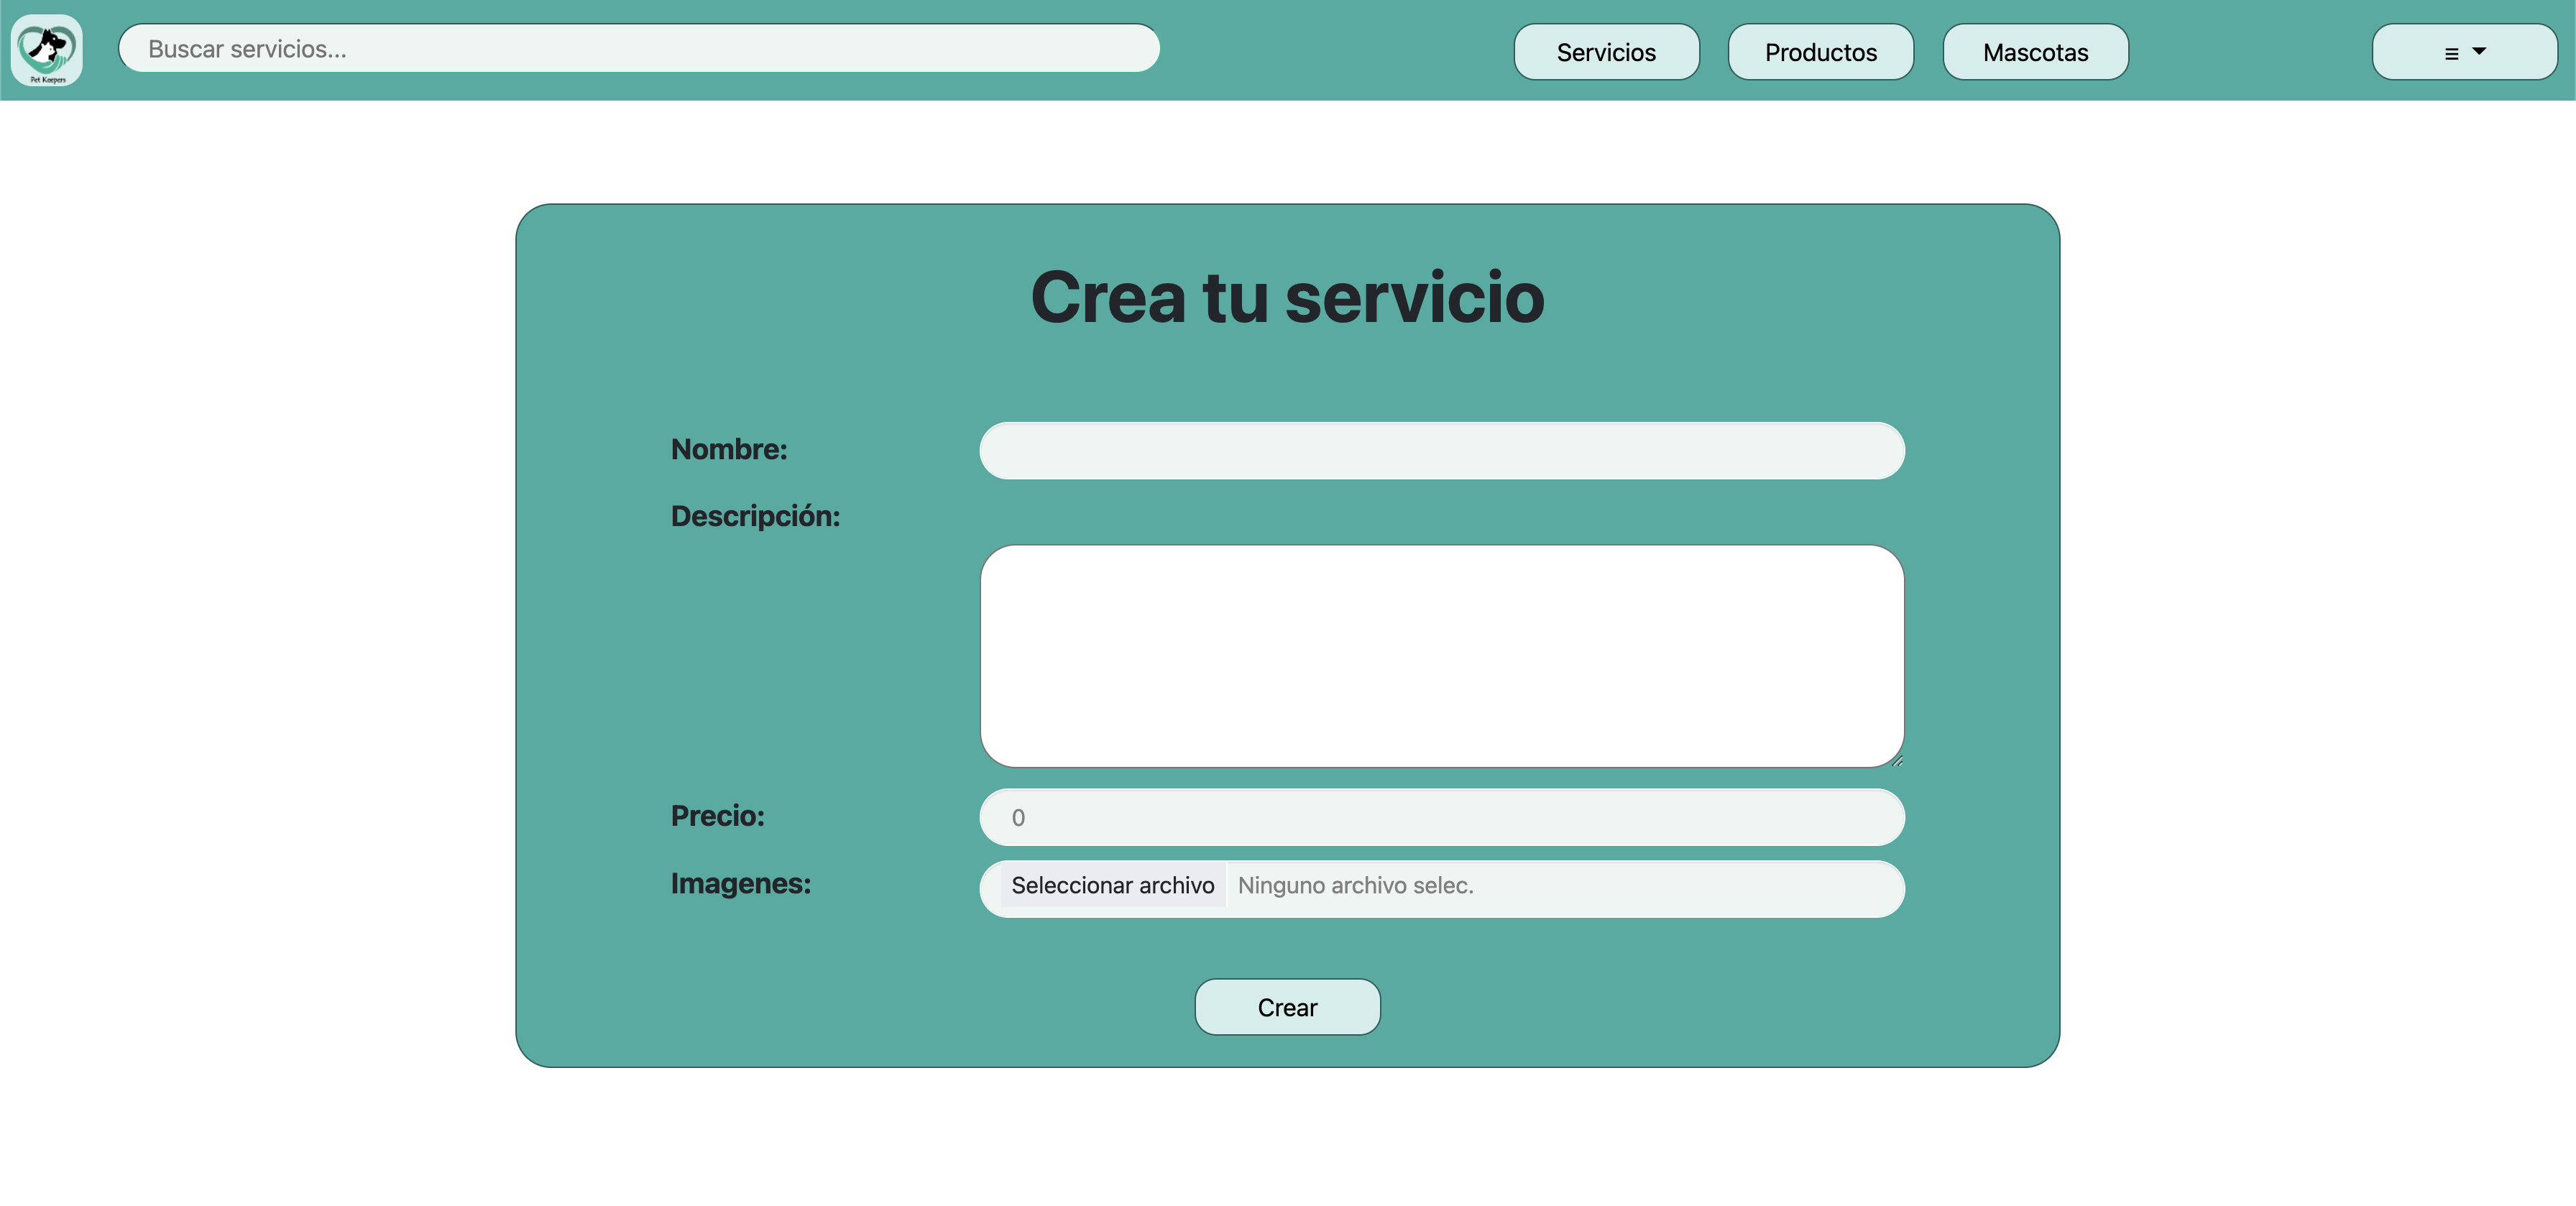 Pet Keepers
Buscar servicios...
Servicios
Productos
Mascotas
Crea tu servicio
Nombre:
Descripción:
Precio:
0
Imagenes:
Seleccionar archivo
Ninguno archivo selec.
Crear